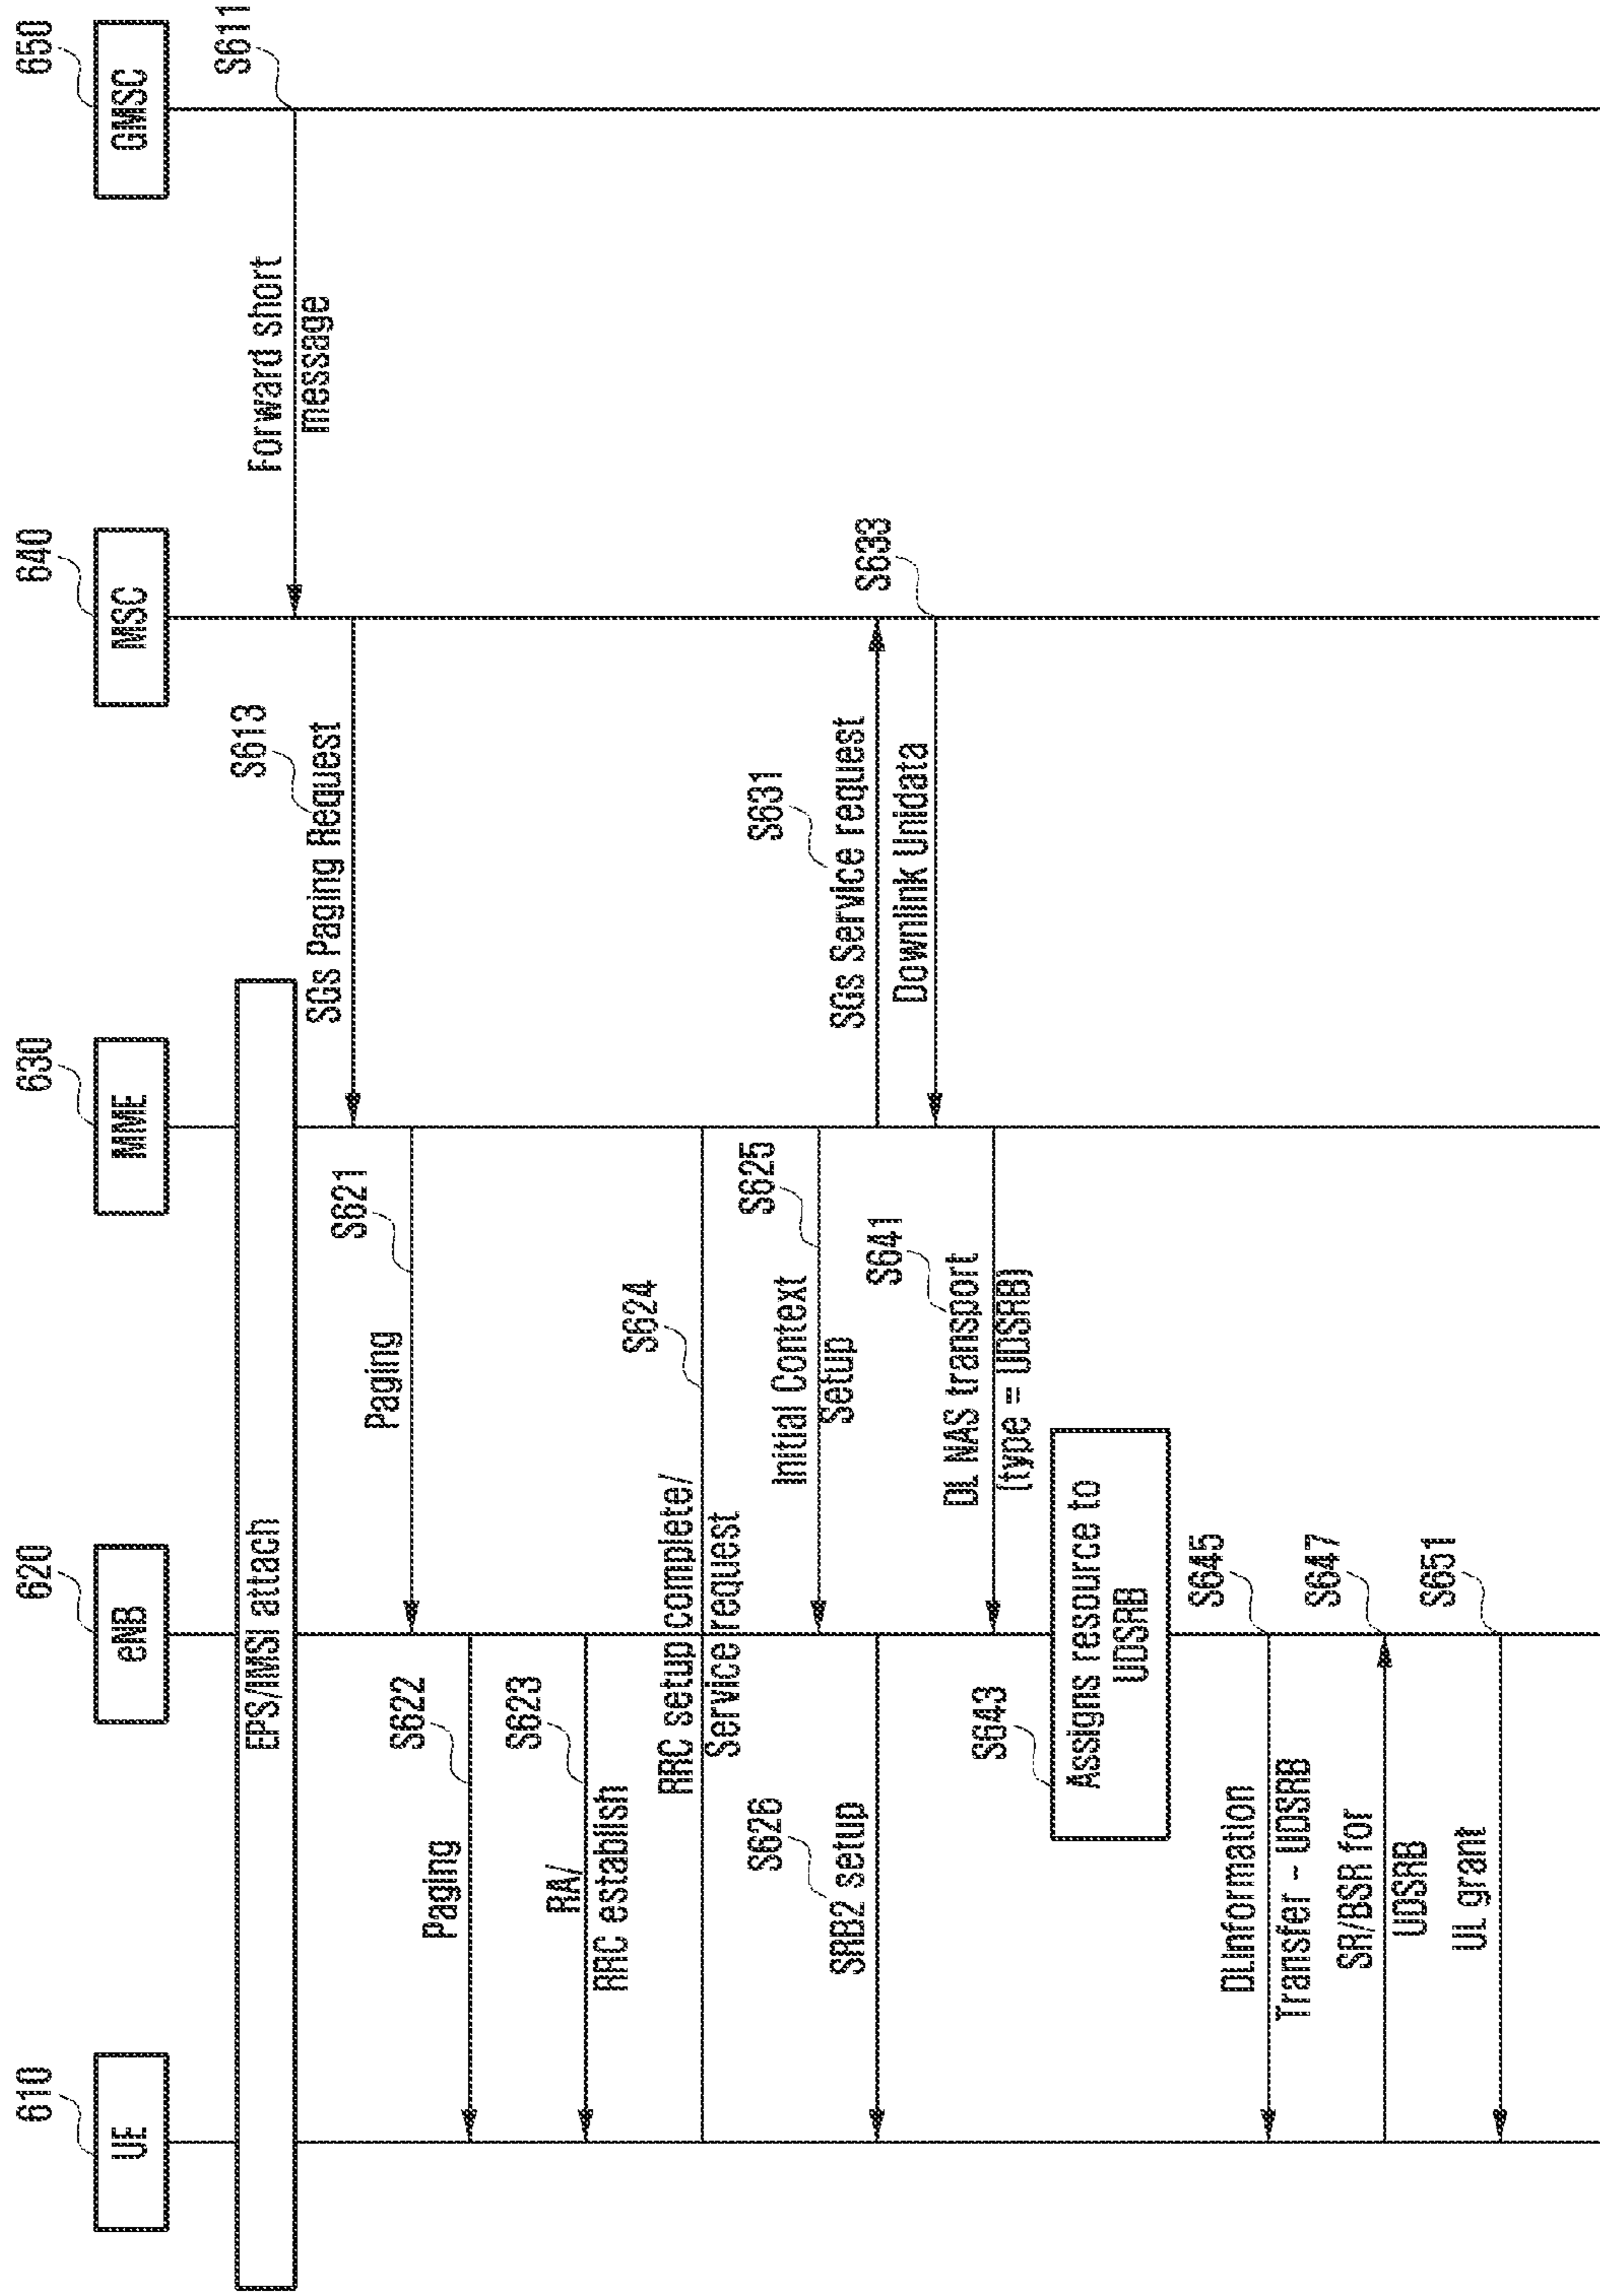 610
UE
620
eNB
630
MME
640
MSC
650
GMSC
EPS/IMSI attach
S611
Forward short
message
S613
SGs Paging Request
S621
Paging
S622
Paging
S623
RA/
RRC establish
S624
RRC setup complete/
Service request
S625
Initial Context
Setup
S626
SRB2 setup
S631
SGs Service request
S633
Downlink Unidata
S641
DL NAS transport
(type = UDSRB)
S643
Assigns resource to
UDSRB
S645
DLInformation
Transfer - UDSRB
S647
SR/BSR for
UDSRB
S651
UL grant